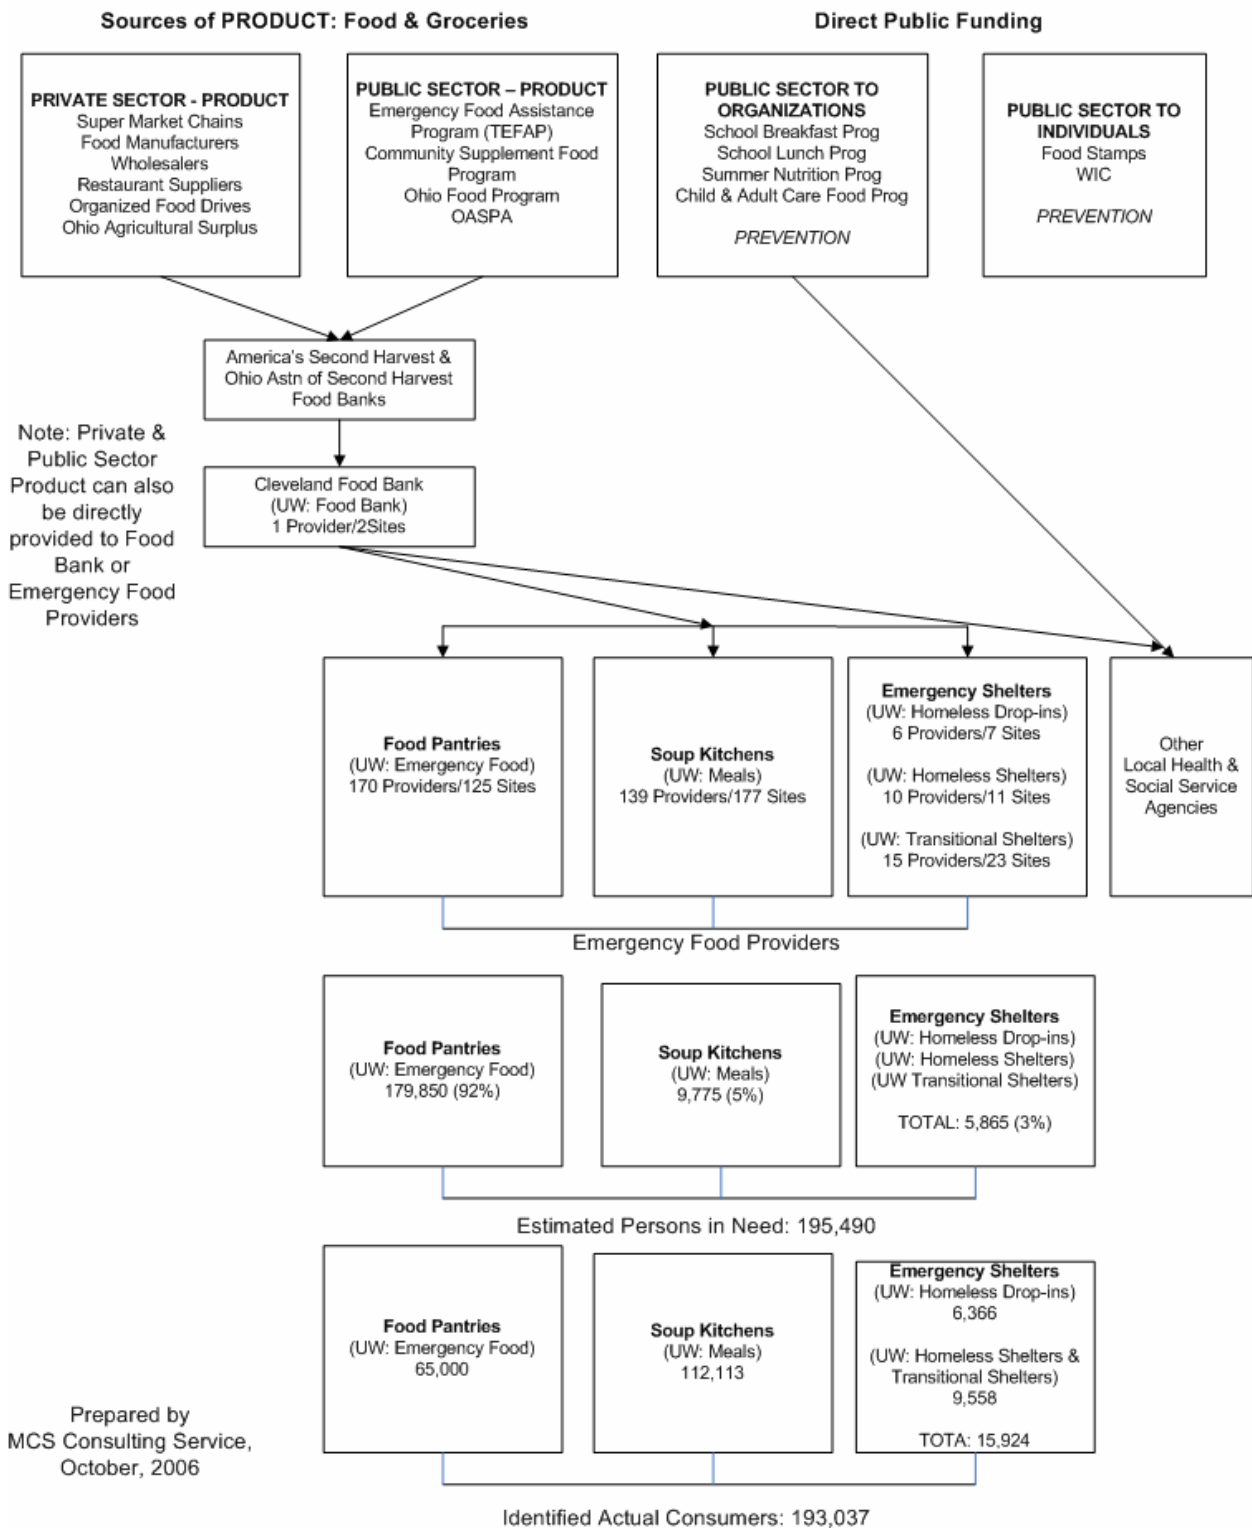 Sources of PRODUCT: Food & Groceries
Direct Public Funding
PRIVATE SECTOR - PRODUCT
Super Market Chains
Food Manufacturers
Wholesalers
Restaurant Suppliers
Organized Food Drives
Ohio Agricultural Surplus
PUBLIC SECTOR – PRODUCT
Emergency Food Assistance
Program (TEFAP)
Community Supplement Food
Program
Ohio Food Program
OASPA
PUBLIC SECTOR TO
ORGANIZATIONS
School Breakfast Prog
School Lunch Prog
Summer Nutrition Prog
Child & Adult Care Food Prog
PREVENTION
PUBLIC SECTOR TO
INDIVIDUALS
Food Stamps
WIC
PREVENTION
America's Second Harvest &
Ohio Astn of Second Harvest
Food Banks
Note: Private &
Public Sector
Product can also
be directly
provided to Food
Bank or
Emergency Food
Providers
Cleveland Food Bank
(UW: Food Bank)
1 Provider/2Sites
Food Pantries
(UW: Emergency Food)
170 Providers/125 Sites
Soup Kitchens
(UW: Meals)
139 Providers/177 Sites
Emergency Shelters
(UW: Homeless Drop-ins)
6 Providers/7 Sites
(UW: Homeless Shelters)
10 Providers/11 Sites
(UW: Transitional Shelters)
15 Providers/23 Sites
Other
Local Health &
Social Service
Agencies
Emergency Food Providers
Food Pantries
(UW: Emergency Food)
179,850 (92%)
Soup Kitchens
(UW: Meals)
9,775 (5%)
Emergency Shelters
(UW: Homeless Drop-ins)
(UW: Homeless Shelters)
(UW Transitional Shelters)
TOTAL: 5,865 (3%)
Estimated Persons in Need: 195,490
Food Pantries
(UW: Emergency Food)
65,000
Soup Kitchens
(UW: Meals)
112,113
Emergency Shelters
(UW: Homeless Drop-ins)
6,366
(UW: Homeless Shelters &
Transitional Shelters)
9,558
TOTA: 15,924
Prepared by
MCS Consulting Service,
October, 2006
Identified Actual Consumers: 193,037